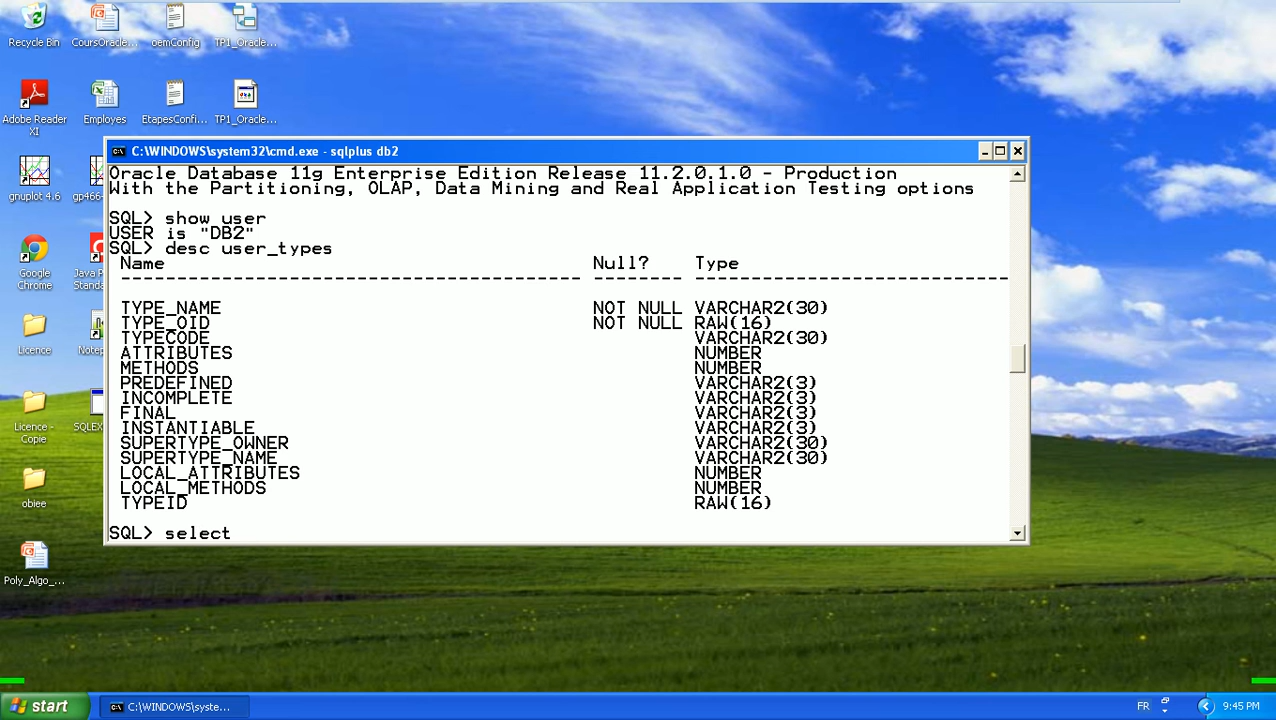 Recycle Bin
CoursOracle...
oemConfig
TP1_Oracle...
Adobe Reader
XI
Employes
EtapesConfi...
TP1_Oracle...
gnuplot 4.6
gp466-
Google
Chrome
Java P
Standa
Licence
Notep
Licence -
Copie
SQLEX
obiee
Poly_Algo_...
C:\WINDOWS\system32\cmd.exe - sqlplus db2
Oracle Database 11g Enterprise Edition Release 11.2.0.1.0 - Production
With the Partitioning, OLAP, Data Mining and Real Application Testing options
SQL> show user
USER is "DB2"
SQL> desc user_types
Name Null? Type
----------------------------------------- -------- ----------------------------
TYPE_NAME NOT NULL VARCHAR2(30)
TYPE_OID NOT NULL RAW(16)
TYPECODE VARCHAR2(30)
ATTRIBUTES NUMBER
METHODS NUMBER
PREDEFINED VARCHAR2(3)
INCOMPLETE VARCHAR2(3)
FINAL VARCHAR2(3)
INSTANTIABLE VARCHAR2(3)
SUPERTYPE_OWNER VARCHAR2(30)
SUPERTYPE_NAME VARCHAR2(30)
LOCAL_ATTRIBUTES NUMBER
LOCAL_METHODS NUMBER
TYPEID RAW(16)
SQL> select
start
C:\WINDOWS\syste...
FR
9:45 PM